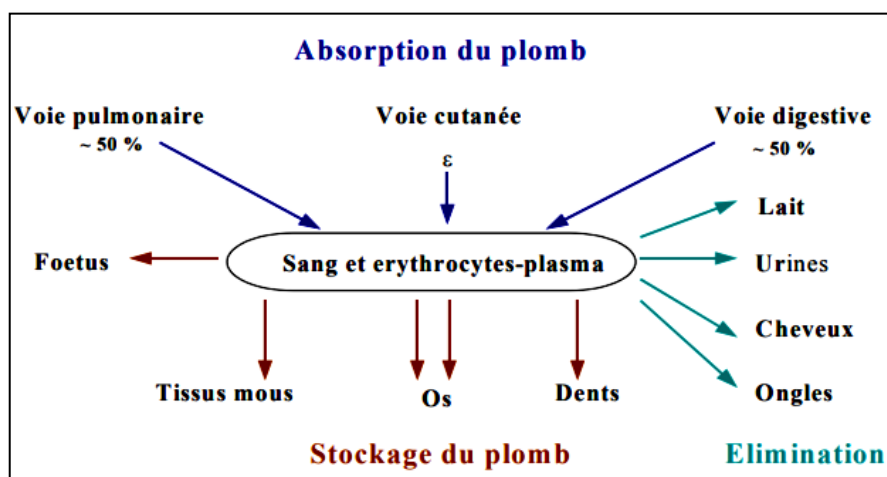 Absorption du plomb
Voie pulmonaire
~ 50 %
Voie cutanée
ε
Voie digestive
~ 50 %
Lait
Foetus
Sang et erythrocytes-plasma
Urines
Cheveux
Tissus mous
Os
Dents
Ongles
Stockage du plomb
Elimination